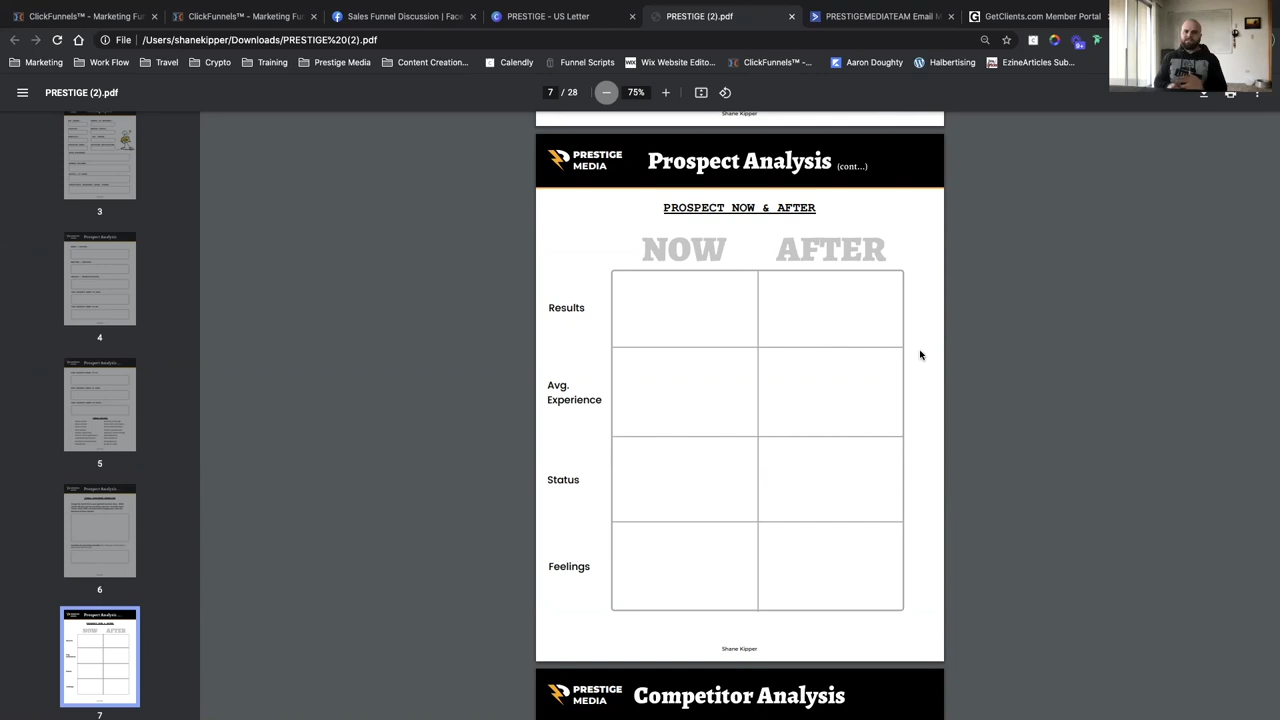 ClickFunnels™ - Marketing Fun
ClickFunnels™ - Marketing Fun
Sales Funnel Discussion | Face
PRESTIGE - US Letter
PRESTIGE (2).pdf
PRESTIGEMEDIATEAM Email M
GetClients.com Member Portal
File
/Users/shanekipper/Downloads/PRESTIGE%20(2).pdf
Marketing
Work Flow
Travel
Crypto
Training
Prestige Media
Content Creation...
Calendly
Funnel Scripts
Wix Website Edito...
ClickFunnels™ -...
Aaron Doughty
Halbertising
EzineArticles Sub...
PRESTIGE (2).pdf
7 / 28
75%
3
4
5
6
7
Shane Kipper
PRESTIGE
MEDIA
Prospect Analysis (cont...)
PROSPECT NOW & AFTER
NOW AFTER
Results
Avg.
Experience
Status
Feelings
Shane Kipper
PRESTIGE
MEDIA
Competitor Analysis